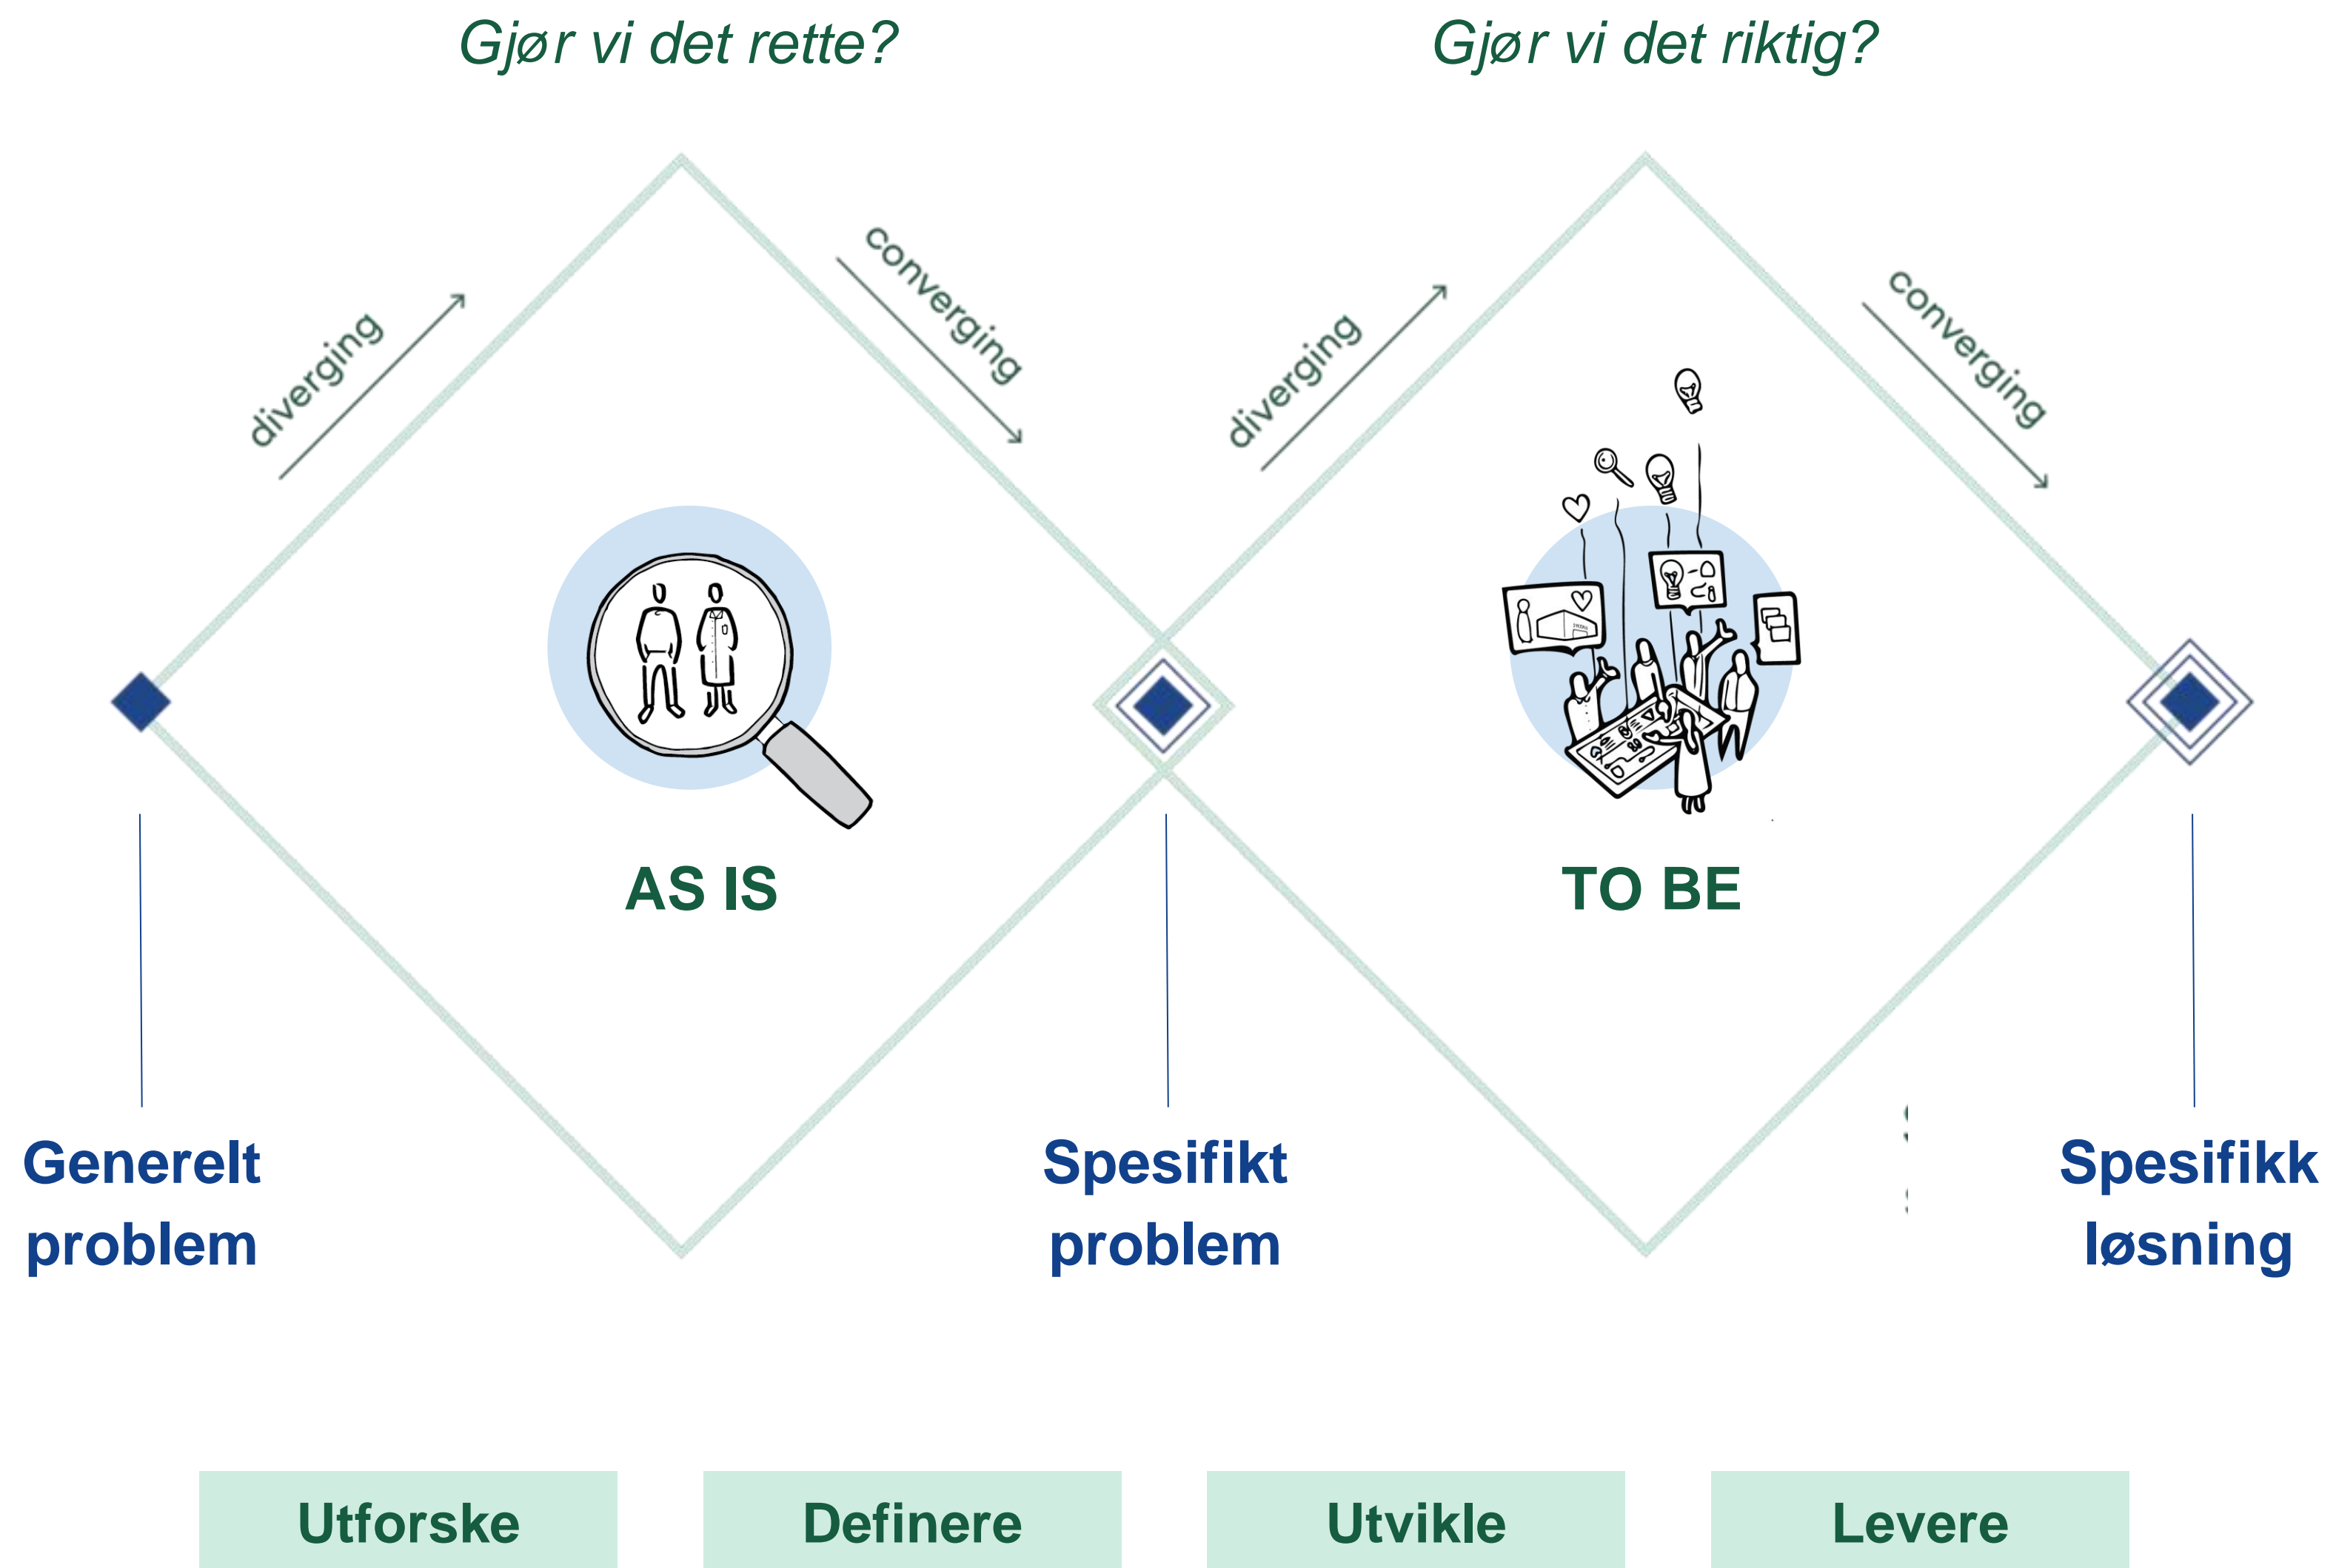 Gjør vi det rette?
Gjør vi det riktig?
diverging
converging
diverging
converging
AS IS
TO BE
Generelt
problem
Spesifikt
problem
Spesifikk
løsning
Utforske
Definere
Utvikle
Levere